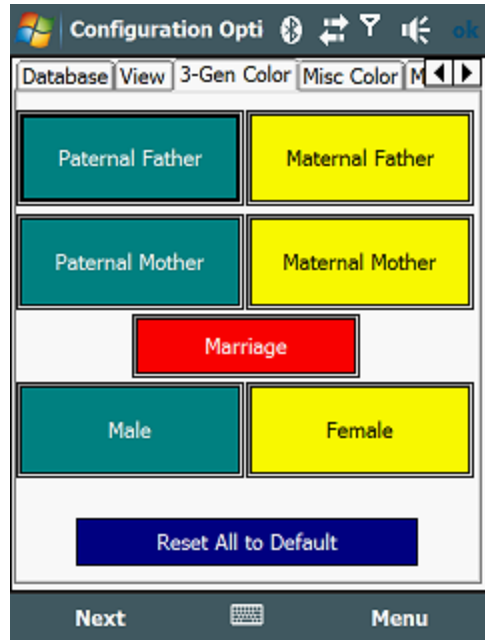 Configuration Opti ok
Database View 3-Gen Color Misc Color M
Paternal Father Maternal Father
Paternal Mother Maternal Mother
Marriage
Male Female
Reset All to Default
Next Menu